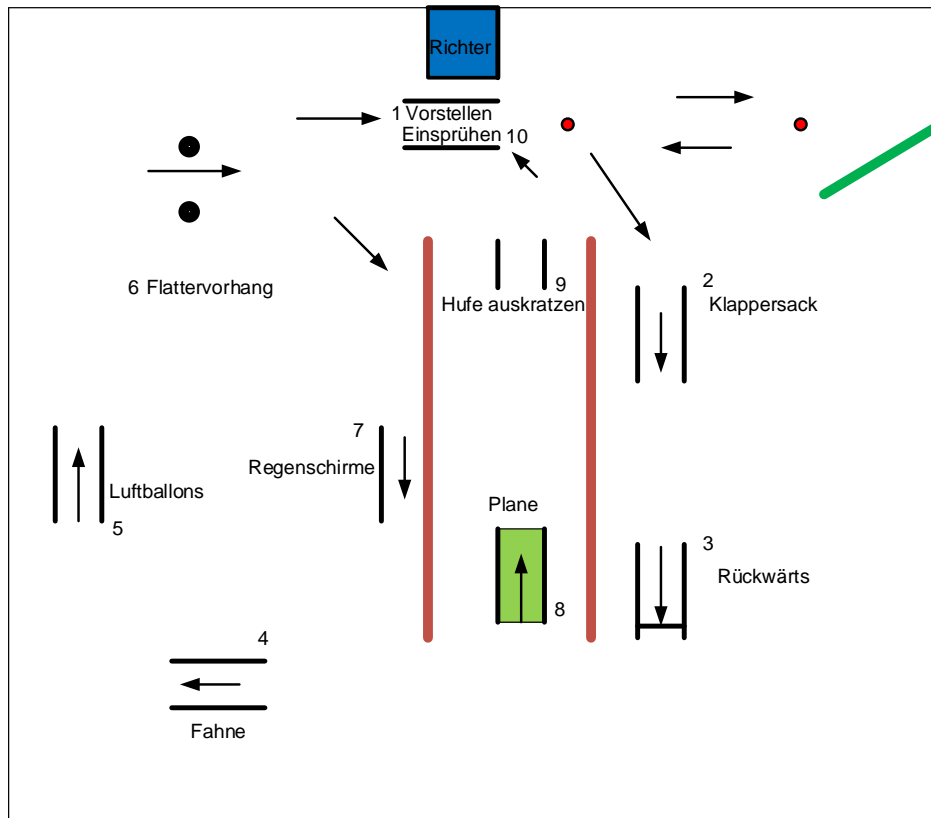 Richter
1 Vorstellen
Einsprühen 10
6 Flattervorhang
9
Hufe auskratzen
2
Klappersack
7
Regenschirme
Luftballons
5
Plane
8
3
Rückwärts
4
Fahne